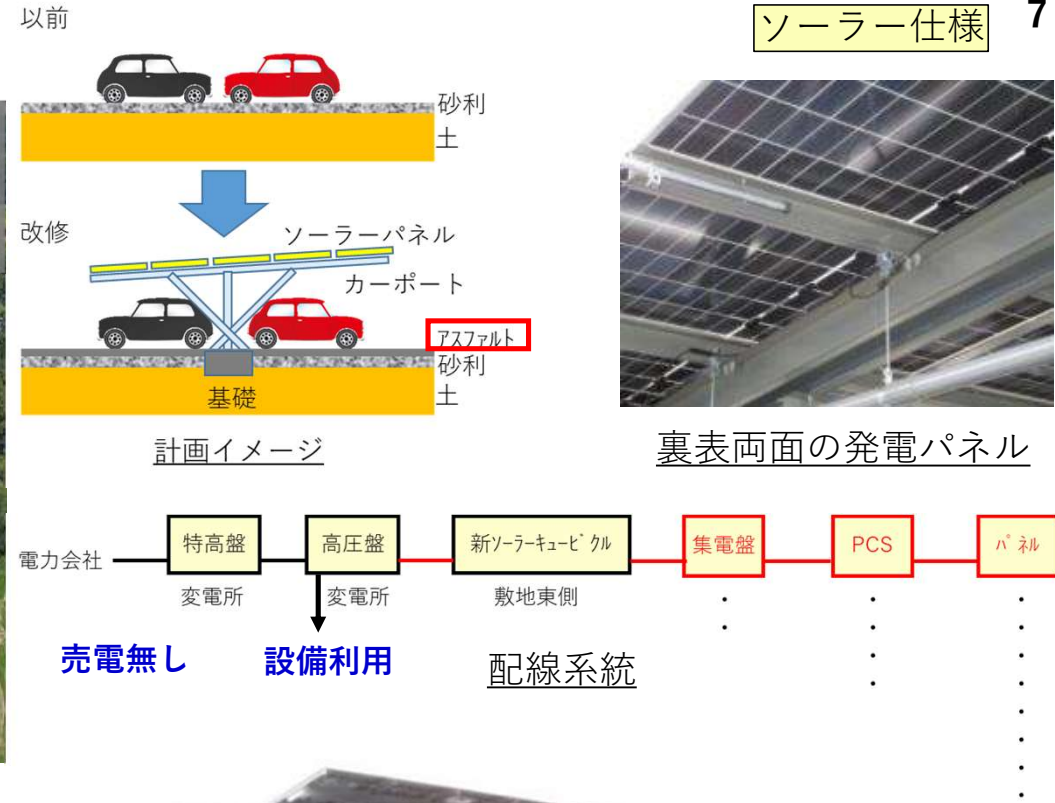 以前
ソーラー仕様
7
砂利
土
改修
ソーラーパネル
カーポート
アスファルト
砂利
土
基礎
計画イメージ
裏表両面の発電パネル
電力会社
特高盤
高圧盤
新ソーラーキュービクル
集電盤
PCS
パネル
変電所
変電所
敷地東側
売電無し
設備利用
配線系統